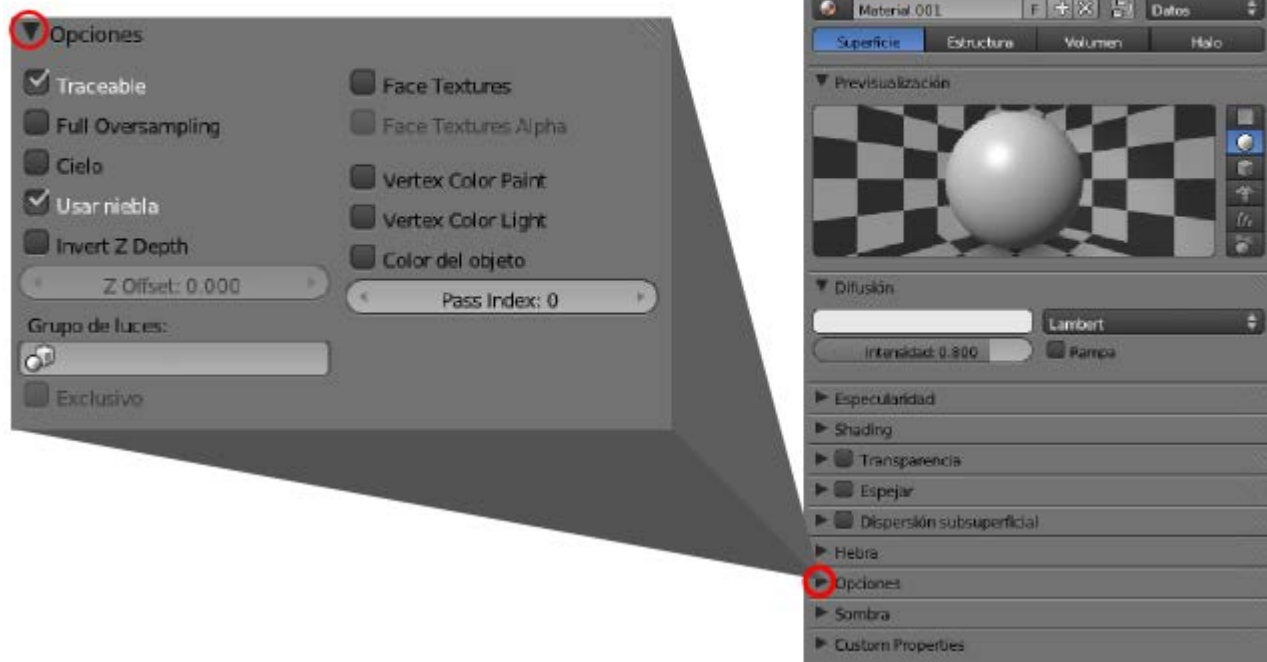 Opciones
Traceable
Full Oversampling
Cielo
Usar niebla
Invert Z Depth
Z Offset: 0.000
Grupo de luces:
Exclusivo
Face Textures
Face Textures Alpha
Vertex Color Paint
Vertex Color Light
Color del objeto
Pass Index: 0
Material.001 F Datos
Superficie Estructura Volumen Halo
Previsualización
Difusión
Lambert
Intensidad: 0.800 Rampa
Especularidad
Shading
Transparencia
Espejar
Dispersión subsuperficial
Hebra
Opciones
Sombra
Custom Properties